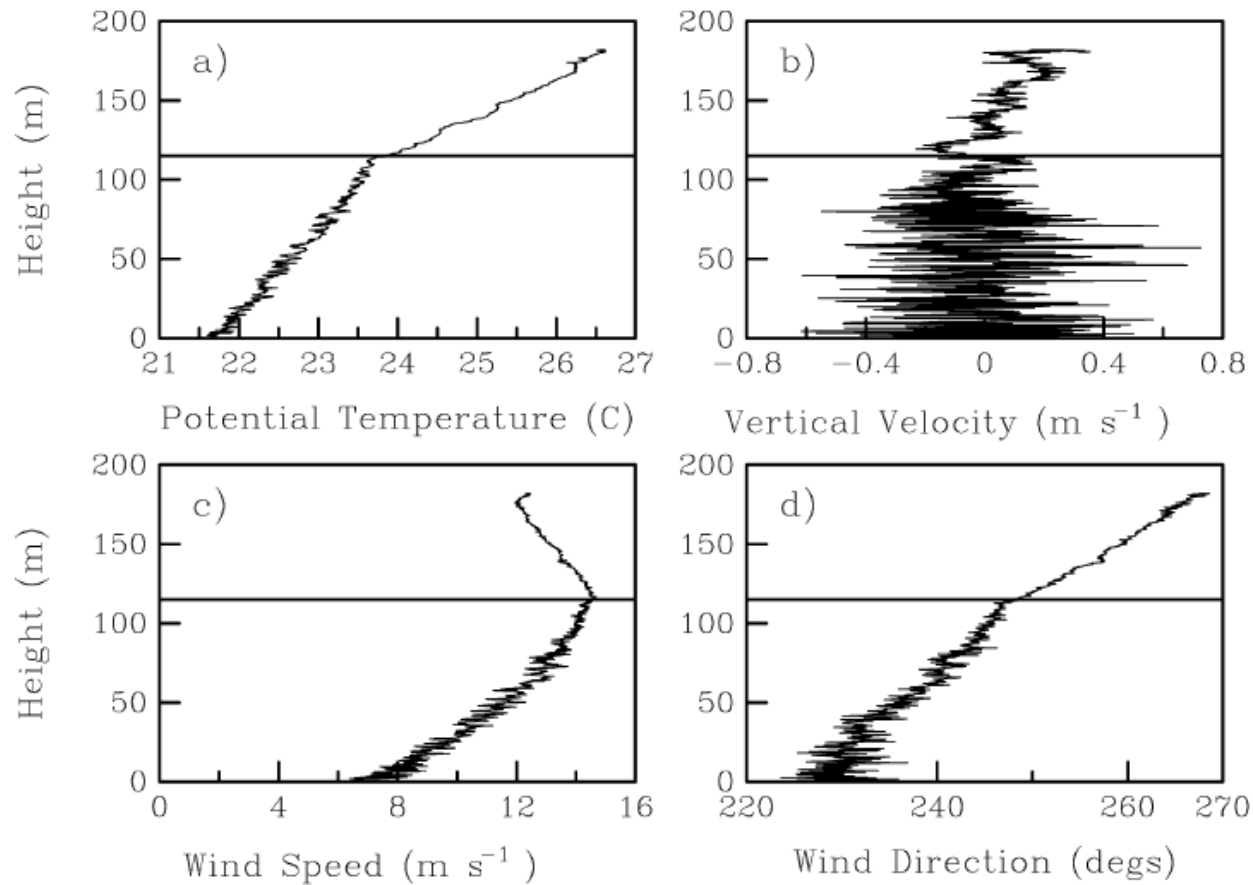 a)
200
150
100
50
0
Height (m)
21 22 23 24 25 26 27
Potential Temperature (C)
b)
200
150
100
50
0
−0.8 −0.4 0 0.4 0.8
Vertical Velocity (m s⁻¹)
c)
200
150
100
50
0
Height (m)
0 4 8 12 16
Wind Speed (m s⁻¹)
d)
200
150
100
50
0
220 240 260 270
Wind Direction (degs)